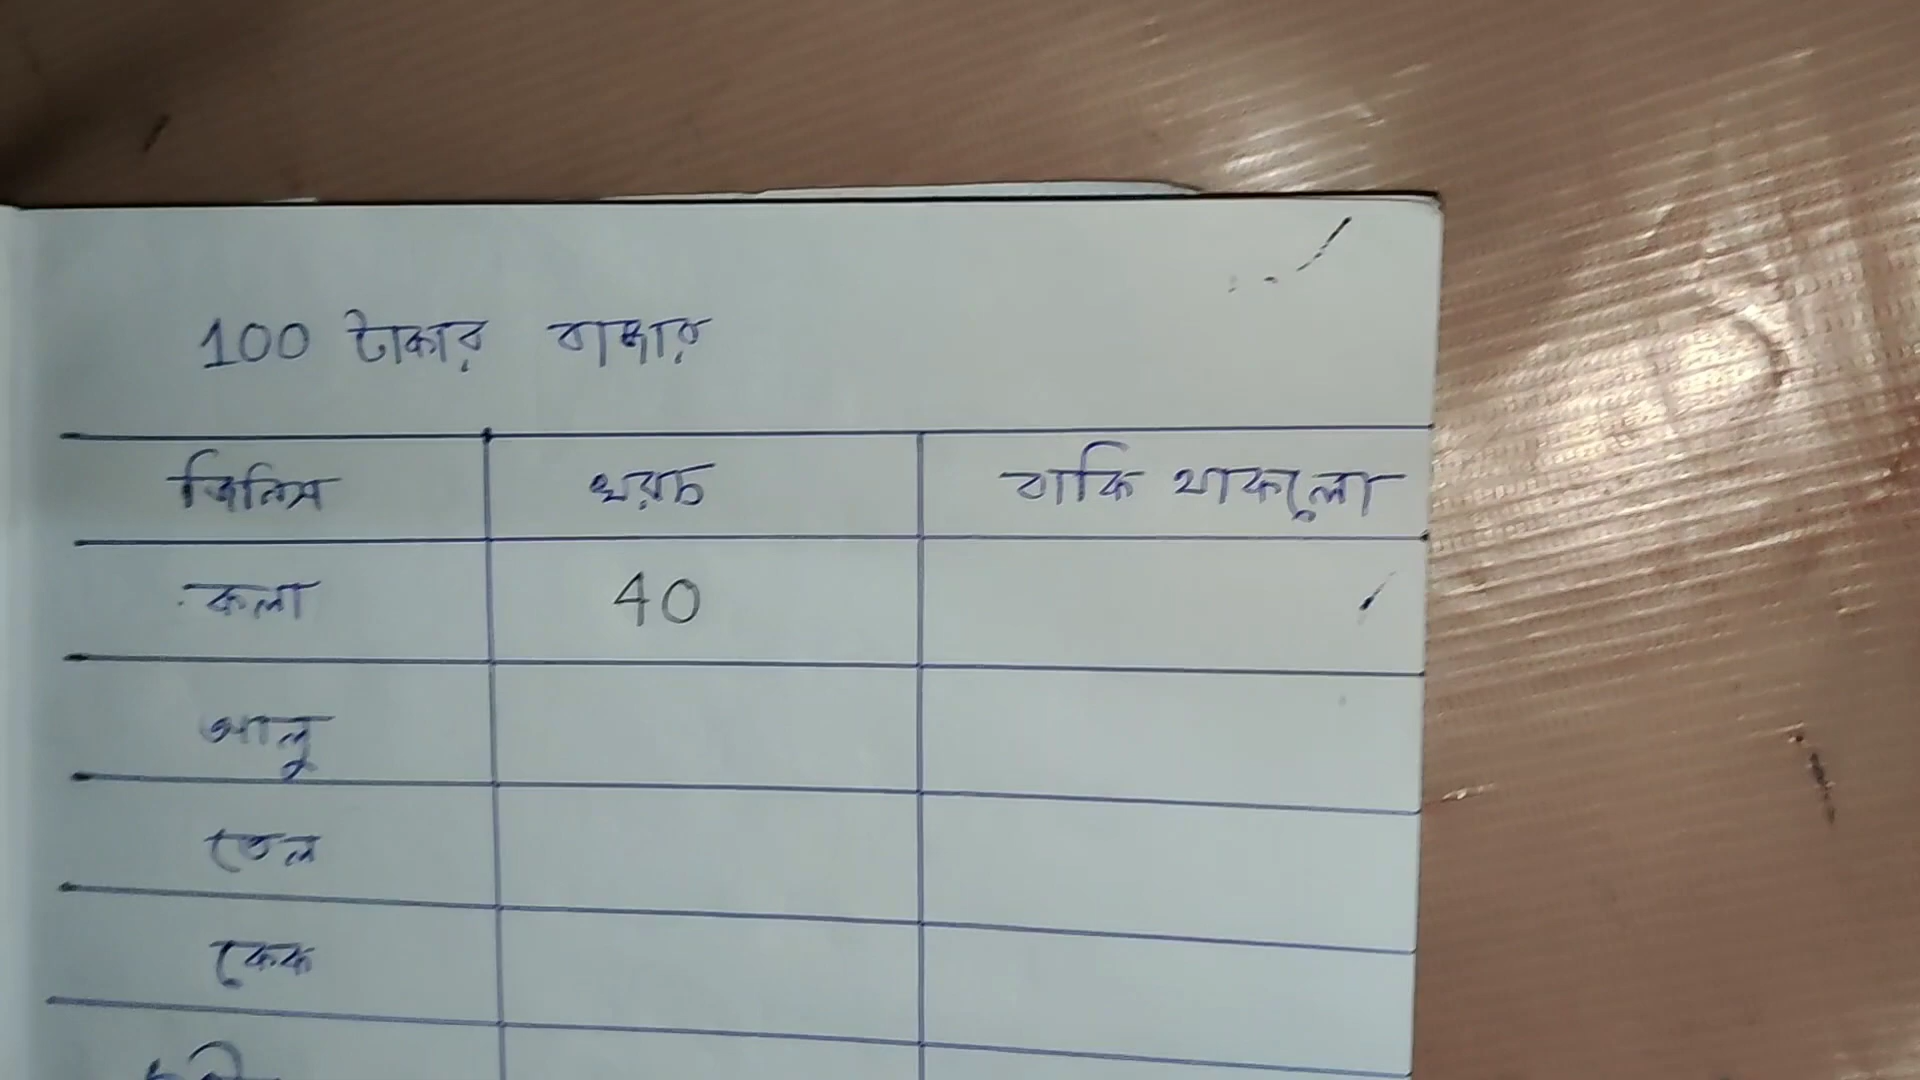 100 টাকার বাজার
জিনিস খরচ বাকি থাকলো
কলা 40
আলু
তেল
কেক